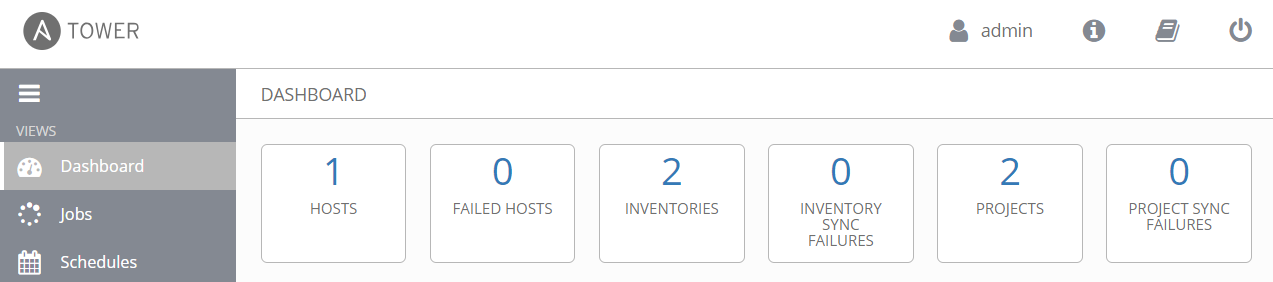 A TOWER
admin
VIEWS
Dashboard
Jobs
Schedules
DASHBOARD
1
HOSTS
0
FAILED HOSTS
2
INVENTORIES
0
INVENTORY
SYNC
FAILURES
2
PROJECTS
0
PROJECT SYNC
FAILURES